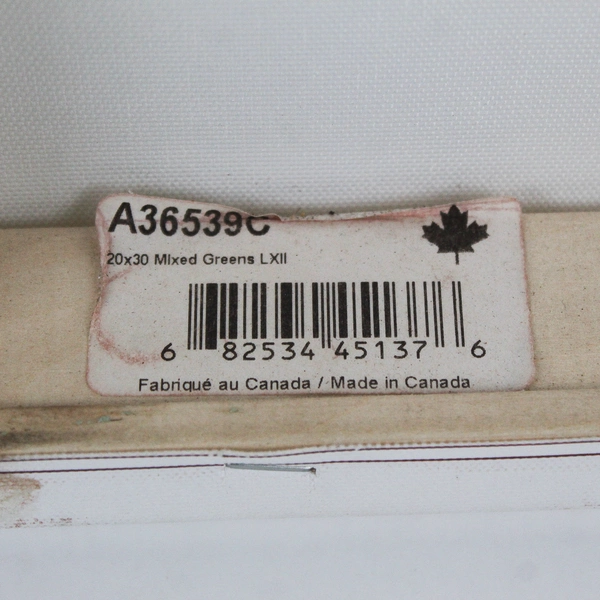 A36539C
20x30 Mixed Greens LXII
6 82534 45137 6
Fabriqué au Canada / Made in Canada